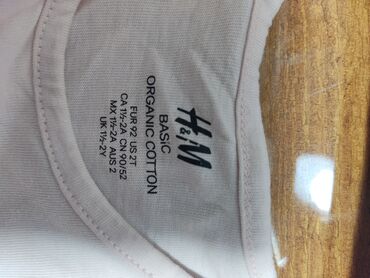 H&M
BASIC
ORGANIC COTTON
EUR 92 US 2T
CA 1½-2A CN 90/52
MX 1½-2A AUS 2
UK 1½-2Y